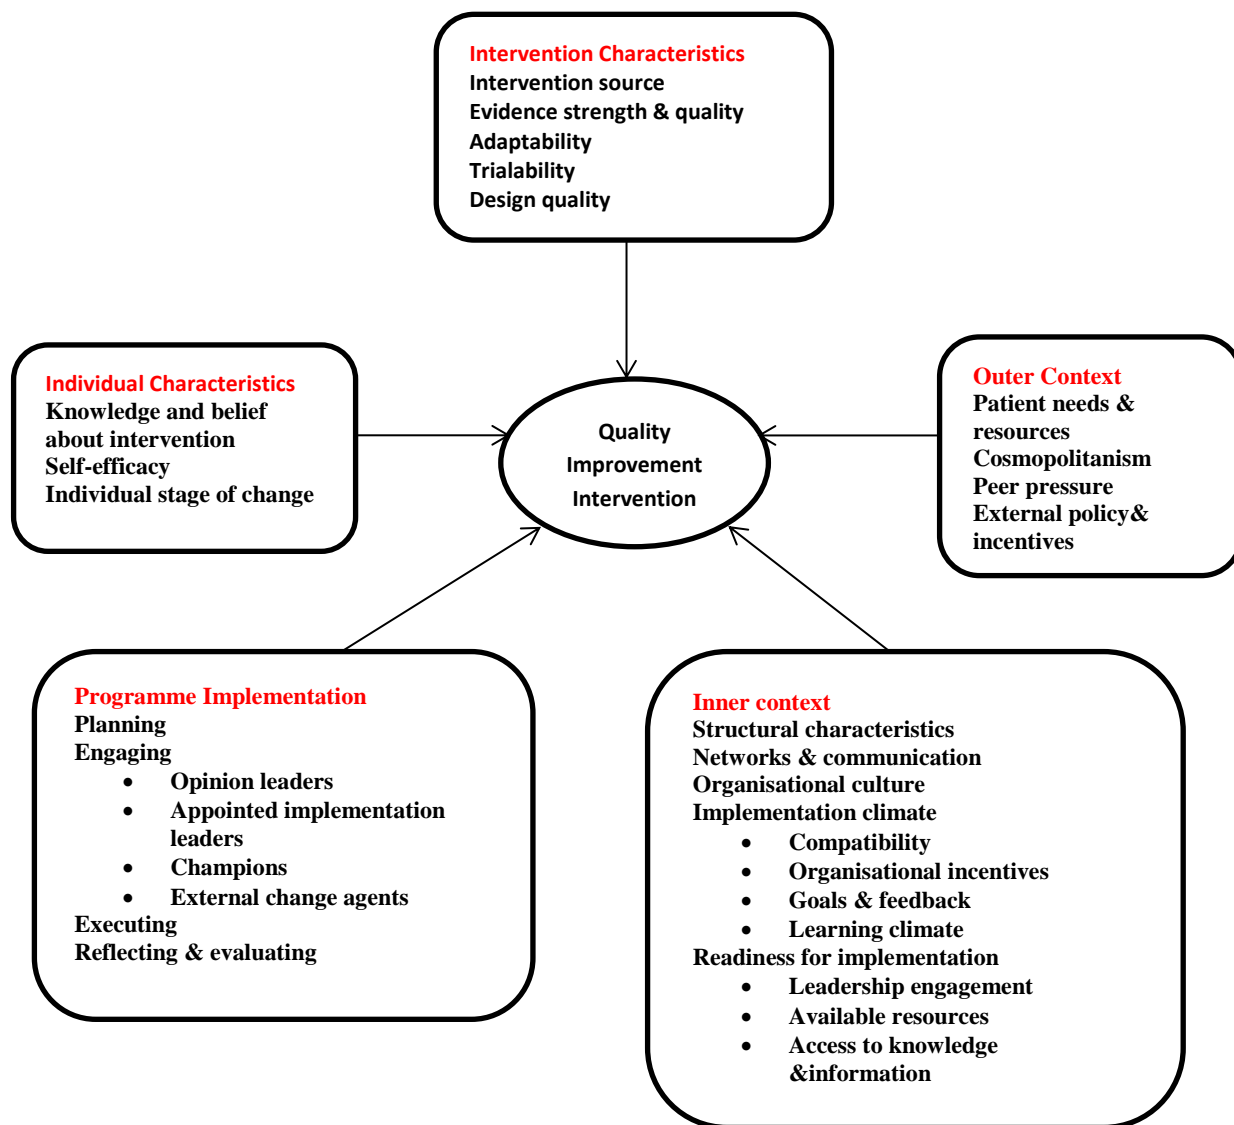 Intervention Characteristics
Intervention source
Evidence strength & quality
Adaptability
Trialability
Design quality
Individual Characteristics
Knowledge and belief
about intervention
Self-efficacy
Individual stage of change
Quality
Improvement
Intervention
Outer Context
Patient needs &
resources
Cosmopolitanism
Peer pressure
External policy&
incentives
Programme Implementation
Planning
Engaging
• Opinion leaders
• Appointed implementation
leaders
• Champions
• External change agents
Executing
Reflecting & evaluating
Inner context
Structural characteristics
Networks & communication
Organisational culture
Implementation climate
• Compatibility
• Organisational incentives
• Goals & feedback
• Learning climate
Readiness for implementation
• Leadership engagement
• Available resources
• Access to knowledge
&information